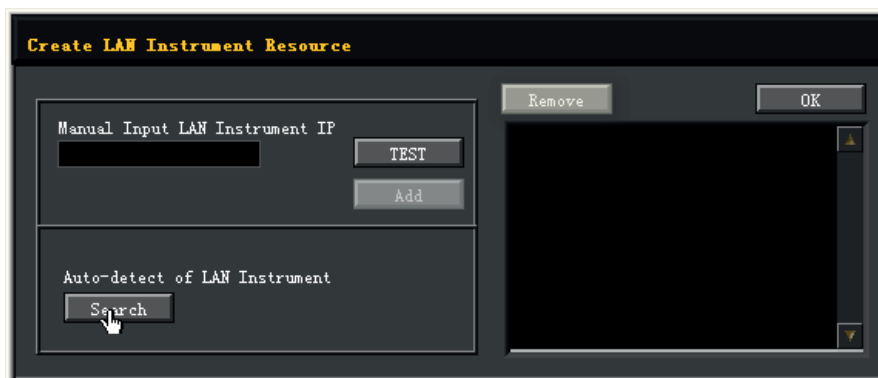 Create LAN Instrument Resource
Remove
OK
Manual Input LAN Instrument IP
TEST
Add
Auto-detect of LAN Instrument
Search